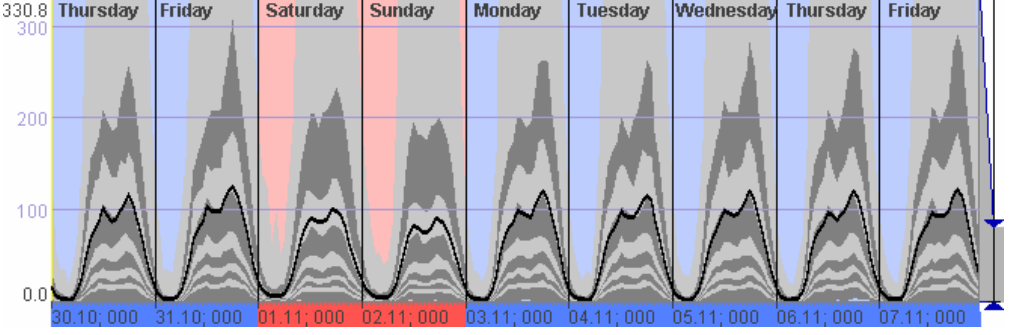 330.8 Thursday Friday Saturday Sunday Monday Tuesday Wednesday Thursday Friday
300
200
100
0.0
30.10 000 31.10 000 01.11 000 02.11 000 03.11 000 04.11 000 05.11 000 06.11 000 07.11 000